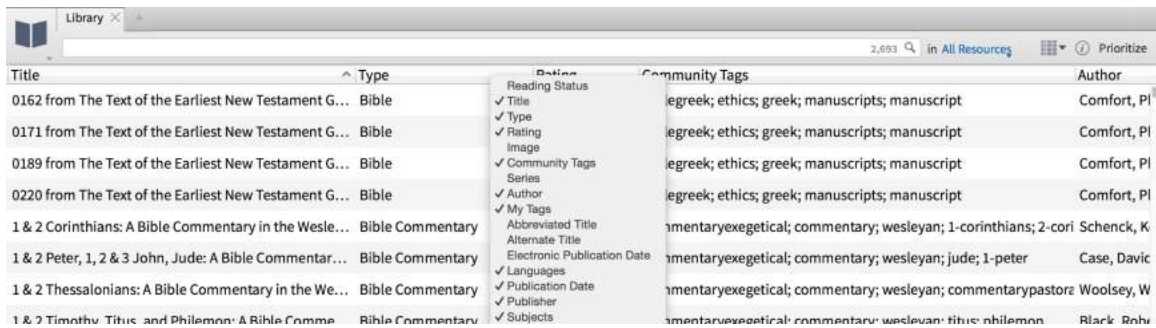 Library
2,693 in All Resources Prioritize
Title Type Rating Community Tags Author
0162 from The Text of the Earliest New Testament G... Bible egreek; ethics; greek; manuscripts; manuscript Comfort, Pl
0171 from The Text of the Earliest New Testament G... Bible egreek; ethics; greek; manuscripts; manuscript Comfort, Pl
0189 from The Text of the Earliest New Testament G... Bible egreek; ethics; greek; manuscripts; manuscript Comfort, Pl
0220 from The Text of the Earliest New Testament G... Bible egreek; ethics; greek; manuscripts; manuscript Comfort, Pl
1 & 2 Corinthians: A Bible Commentary in the Wesle... Bible Commentary nmentaryexegetical; commentary; wesleyan; 1-corinthians; 2-cori Schenck, K
1 & 2 Peter, 1, 2 & 3 John, Jude: A Bible Commentar... Bible Commentary nmentaryexegetical; commentary; wesleyan; jude; 1-peter Case, Davic
1 & 2 Thessalonians: A Bible Commentary in the We... Bible Commentary nmentaryexegetical; commentary; wesleyan; commentarypastora Woolsey, W
1 & 2 Timothy, Titus, and Philemon: A Bible Comme... Bible Commentary nmentaryexegetical; commentary; wesleyan; titus; philemon Black, Robe
Reading Status
✓ Title
✓ Type
✓ Rating
Image
✓ Community Tags
Series
✓ Author
✓ My Tags
Abbreviated Title
Alternate Title
Electronic Publication Date
✓ Languages
✓ Publication Date
✓ Publisher
✓ Subjects